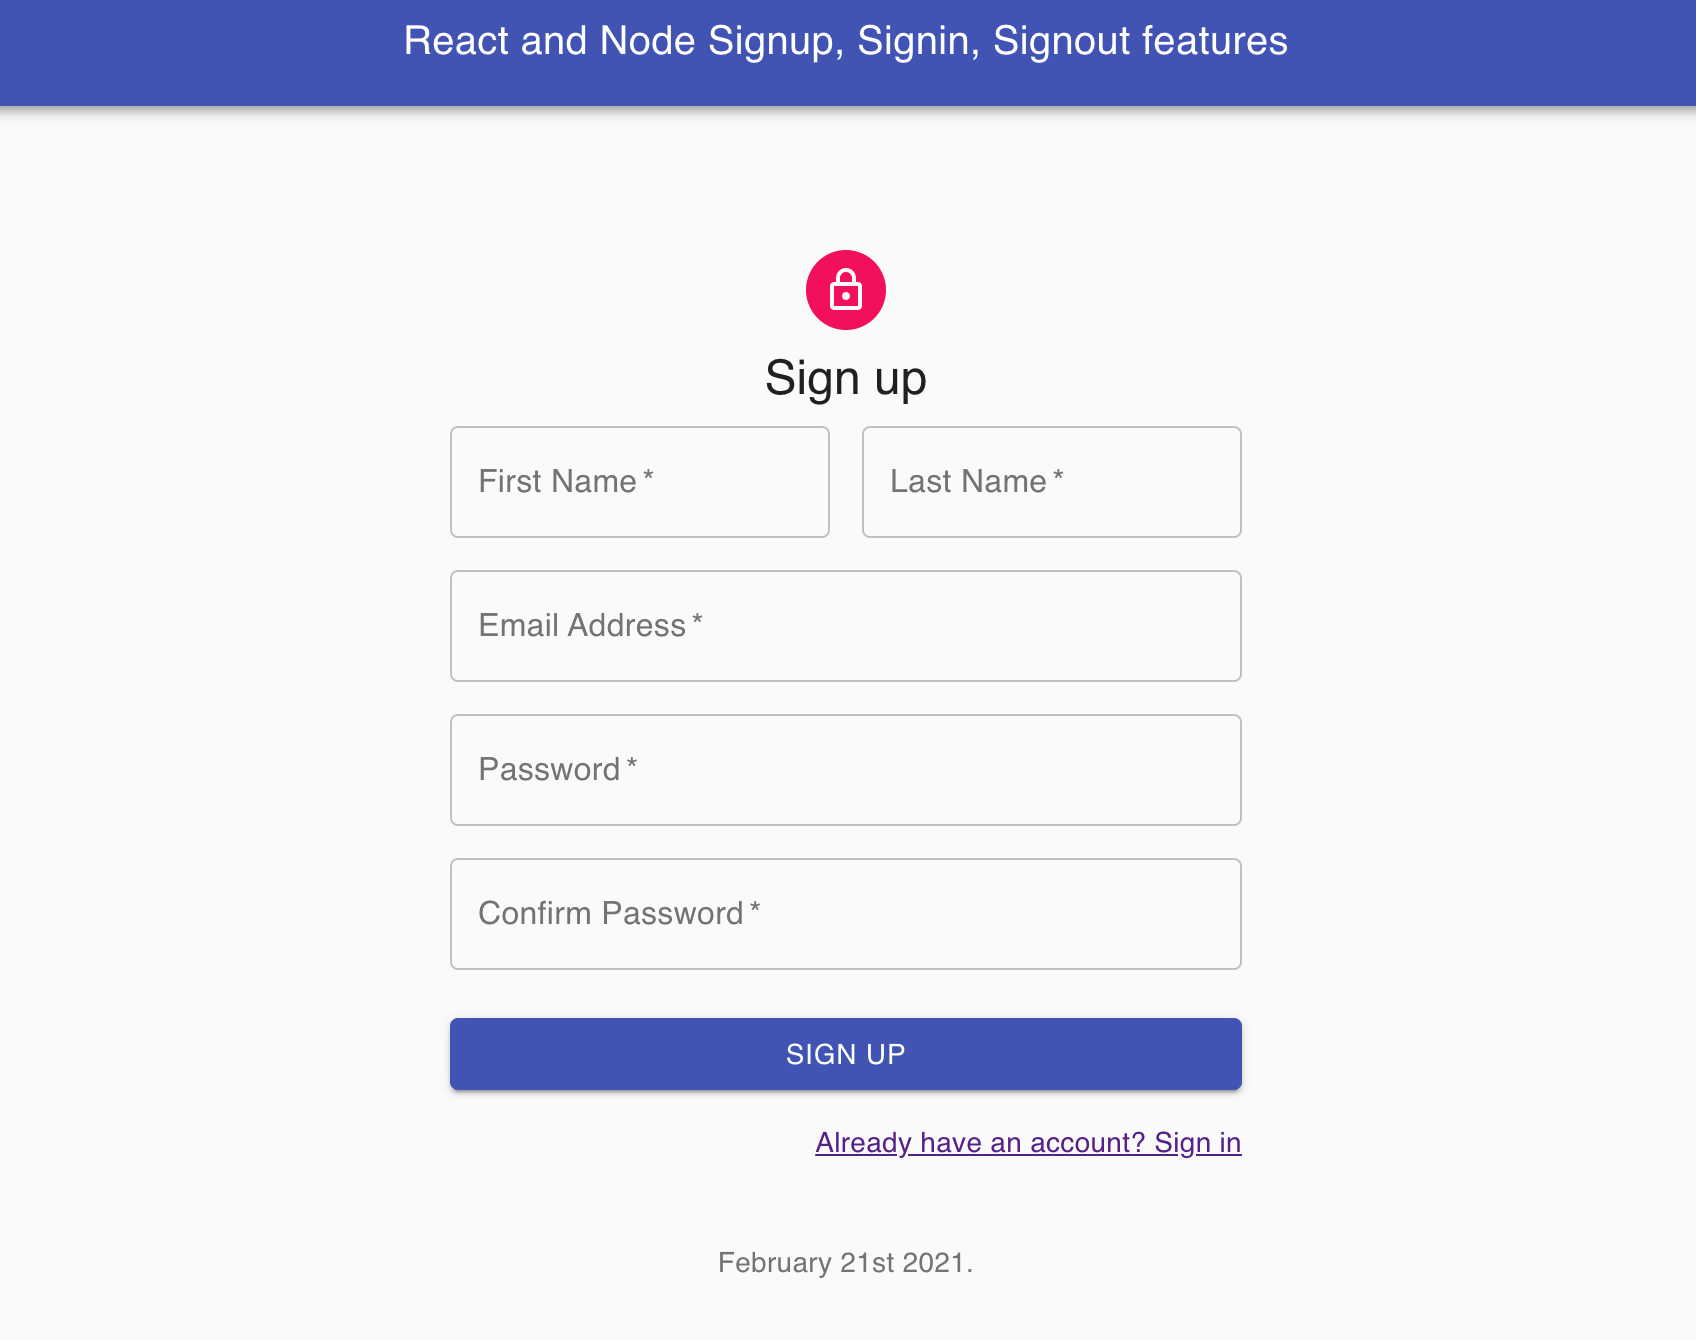 React and Node Signup, Signin, Signout features
Sign up
First Name *
Last Name *
Email Address *
Password *
Confirm Password *
SIGN UP
Already have an account? Sign in
February 21st 2021.